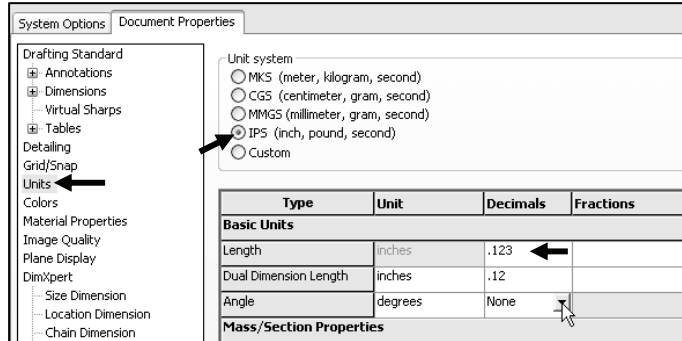 System Options Document Properties
Drafting Standard
Annotations
Dimensions
Virtual Sharps
Tables
Detailing
Grid/Snap
Units
Colors
Material Properties
Image Quality
Plane Display
DimXpert
Size Dimension
Location Dimension
Chain Dimension
Unit system
MKS (meter, kilogram, second)
CGS (centimeter, gram, second)
MMGS (millimeter, gram, second)
IPS (inch, pound, second)
Custom
Type Unit Decimals Fractions
Basic Units
Length inches .123
Dual Dimension Length inches .12
Angle degrees None
Mass/Section Properties